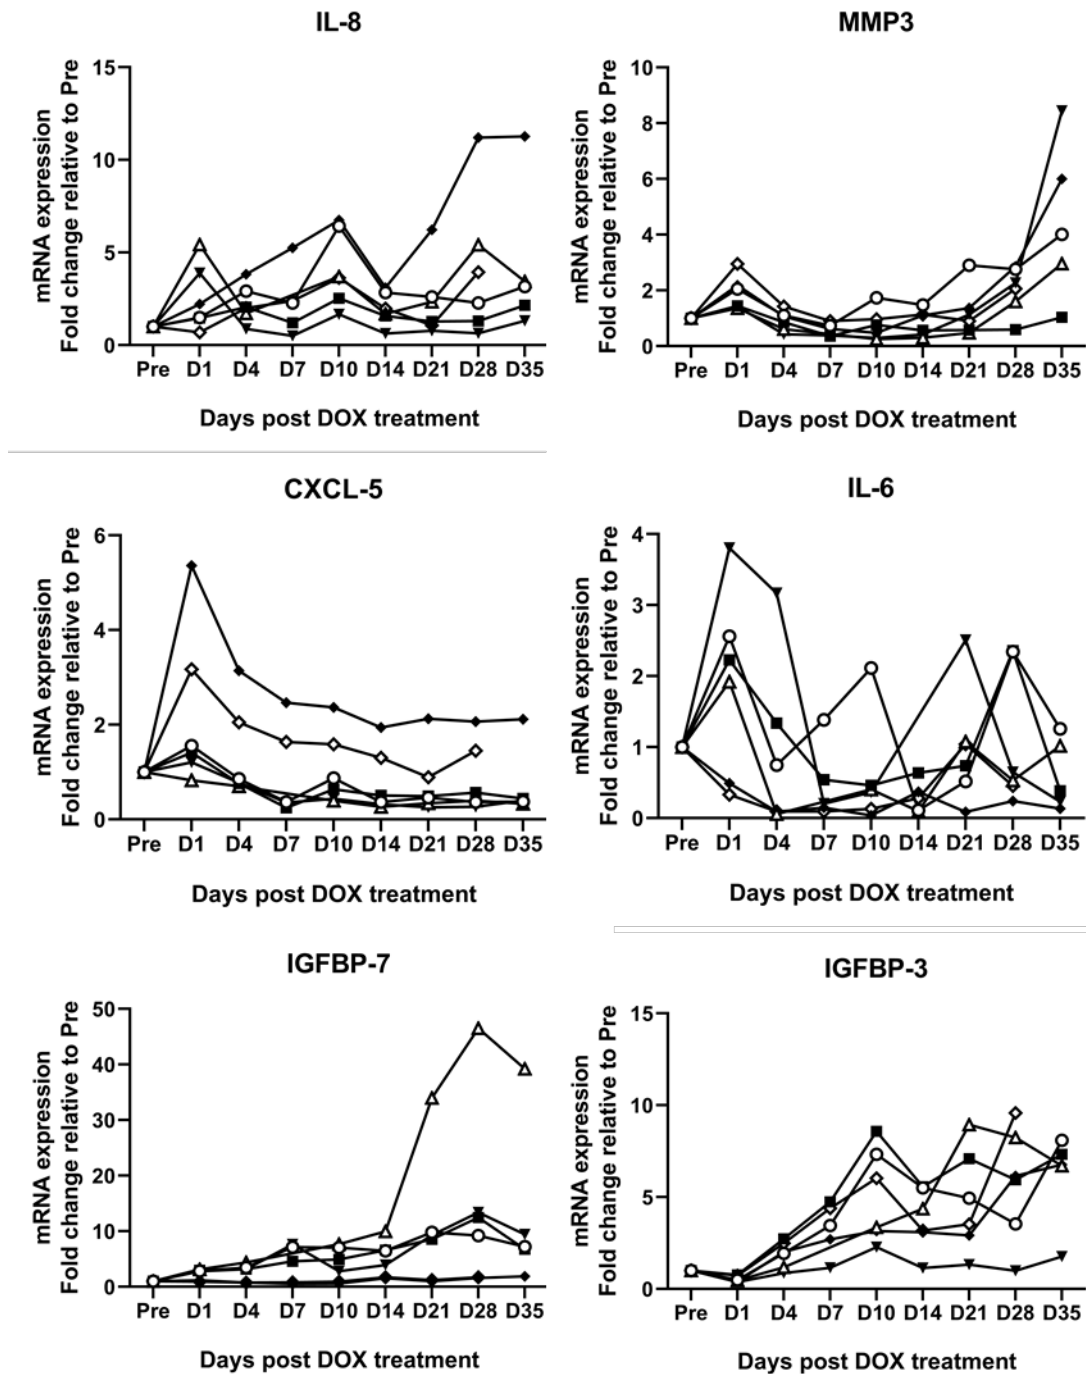 IL-8
mRNA expression
Fold change relative to Pre
15
10
5
0
Pre D1 D4 D7 D10 D14 D21 D28 D35
Days post DOX treatment
MMP3
mRNA expression
Fold change relative to Pre
10
8
6
4
2
0
Pre D1 D4 D7 D10 D14 D21 D28 D35
Days post DOX treatment
CXCL-5
mRNA expression
Fold change relative to Pre
6
4
2
0
Pre D1 D4 D7 D10 D14 D21 D28 D35
Days post DOX treatment
IL-6
mRNA expression
Fold change relative to Pre
4
3
2
1
0
Pre D1 D4 D7 D10 D14 D21 D28 D35
Days post DOX treatment
IGFBP-7
mRNA expression
Fold change relative to Pre
50
40
30
20
10
0
Pre D1 D4 D7 D10 D14 D21 D28 D35
Days post DOX treatment
IGFBP-3
mRNA expression
Fold change relative to Pre
15
10
5
0
Pre D1 D4 D7 D10 D14 D21 D28 D35
Days post DOX treatment